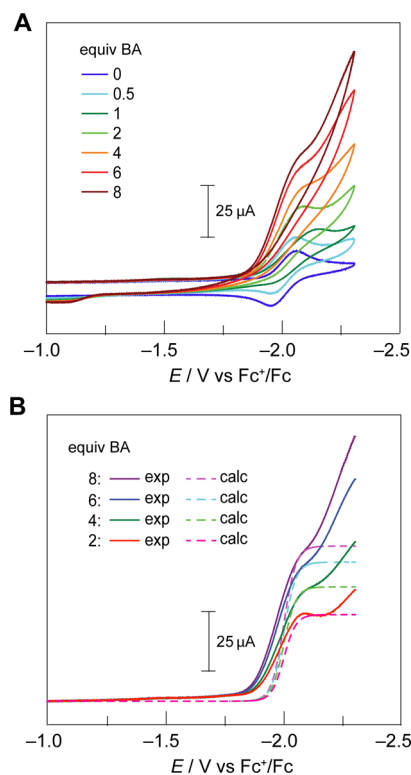 A
equiv BA
0
0.5
1
2
4
6
8
25 µA
−1.0 −1.5 −2.0 −2.5
E / V vs Fc⁺/Fc
B
equiv BA
8: exp calc
6: exp calc
4: exp calc
2: exp calc
25 µA
−1.0 −1.5 −2.0 −2.5
E / V vs Fc⁺/Fc